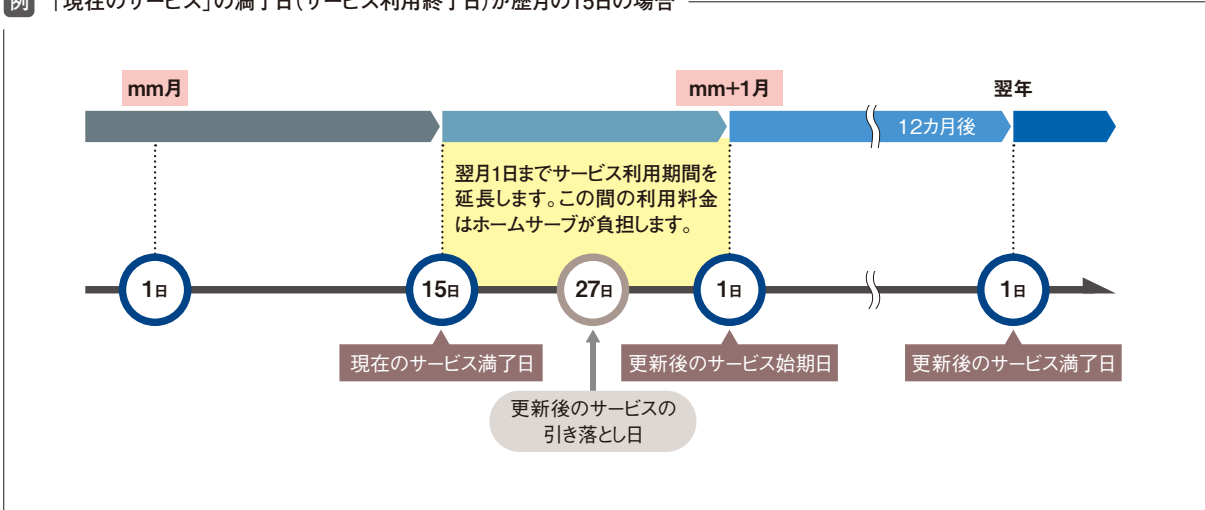 例 「現在のサービス」の満了日(サービス利用終了日)が歴月の15日の場合
mm月
mm+1月
翌年
12カ月後
翌月1日までサービス利用期間を
延長します。この間の利用料金
はホームサーブが負担します。
1日
15日
27日
1日
1日
現在のサービス満了日
更新後のサービス始期日
更新後のサービス満了日
更新後のサービスの
引き落とし日